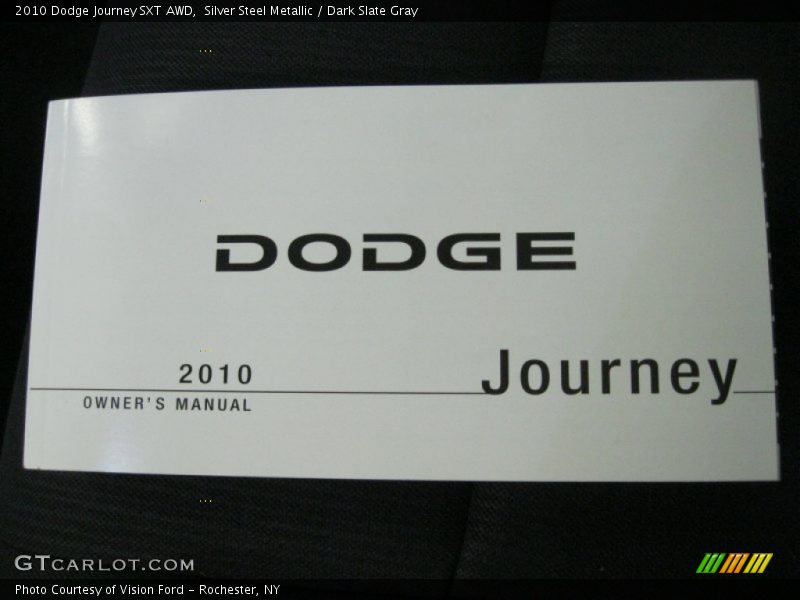 2010 Dodge Journey SXT AWD,  Silver Steel Metallic / Dark Slate Gray
DODGE
2010
Journey
OWNER'S MANUAL
GTCARLOT.COM
Photo Courtesy of Vision Ford - Rochester, NY